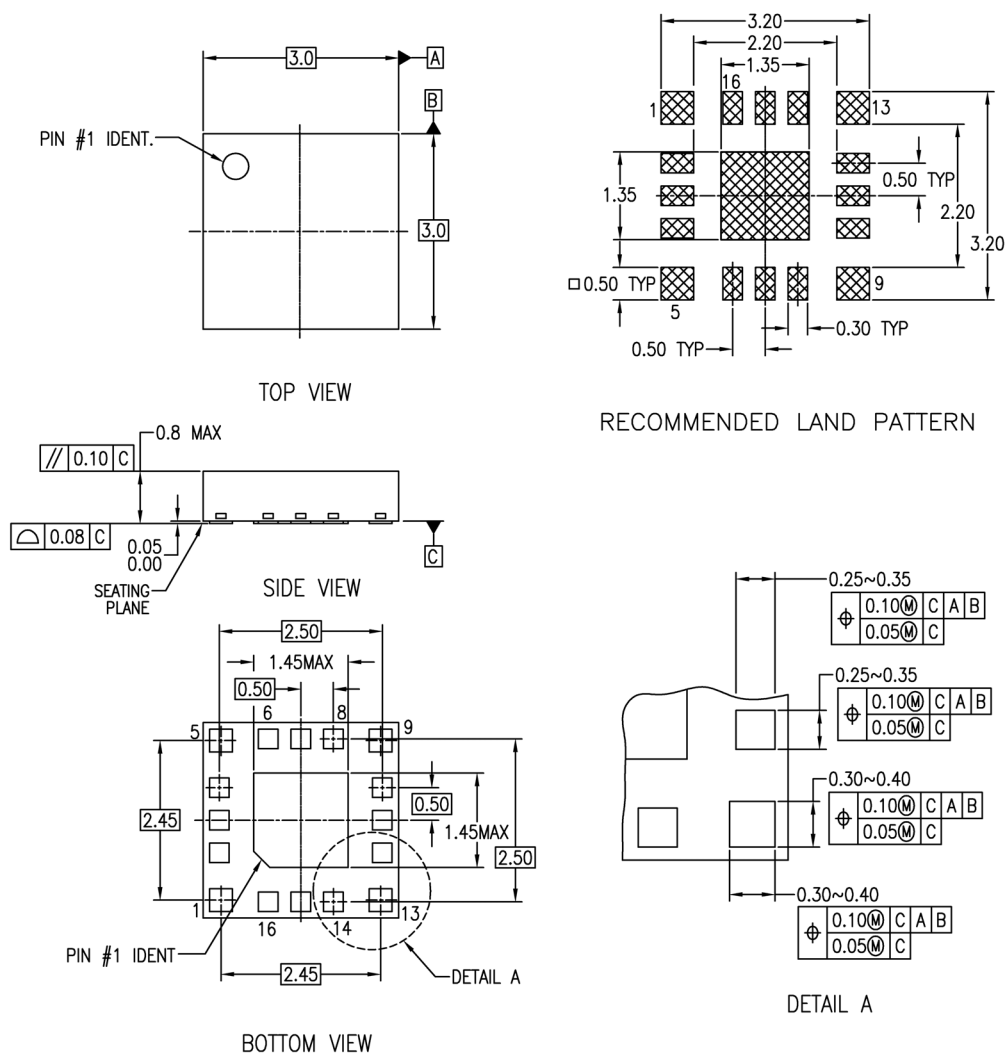 3.0
A
B
PIN #1 IDENT.
3.0
TOP VIEW
3.20
2.20
1.35
16
1
13
1.35
0.50 TYP
2.20
3.20
□ 0.50 TYP
5
9
0.30 TYP
0.50 TYP
RECOMMENDED LAND PATTERN
0.8 MAX
// 0.10 C
⌓ 0.08 C
0.05
0.00
C
SEATING
PLANE
SIDE VIEW
2.50
1.45MAX
0.50
5
6
8
9
2.45
0.50
1.45MAX
2.50
1
16
14
13
PIN #1 IDENT
2.45
DETAIL A
BOTTOM VIEW
0.25~0.35
⌖ 0.10Ⓜ C A B
0.05Ⓜ C
0.25~0.35
⌖ 0.10Ⓜ C A B
0.05Ⓜ C
0.30~0.40
⌖ 0.10Ⓜ C A B
0.05Ⓜ C
0.30~0.40
⌖ 0.10Ⓜ C A B
0.05Ⓜ C
DETAIL A